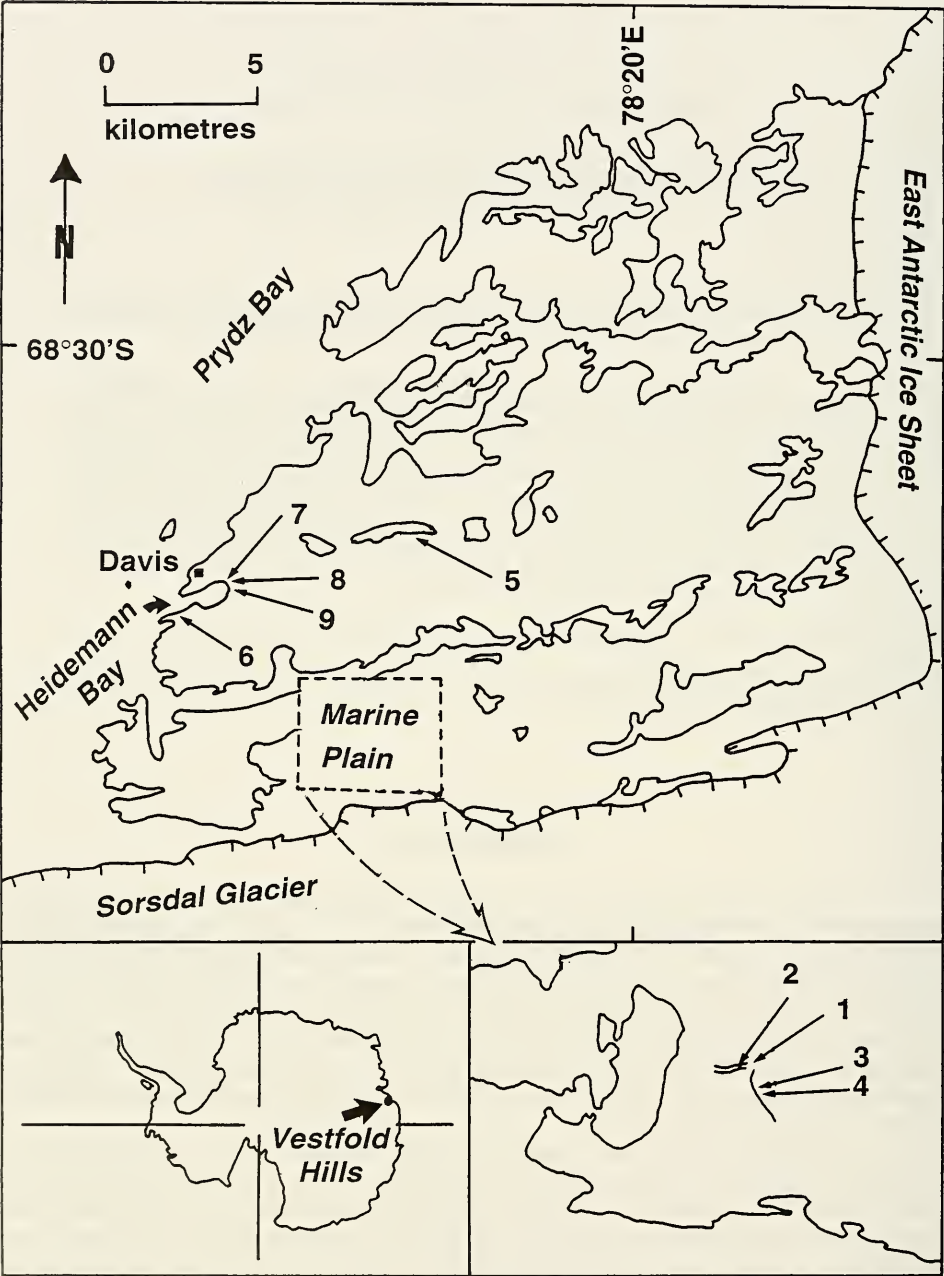 0 5
kilometres
78°20'E
N
East Antarctic Ice Sheet
Prydz Bay
68°30'S
7
Davis
8
5
9
Heidemann
Bay
6
Marine
Plain
Sorsdal Glacier
2
1
3
4
Vestfold
Hills